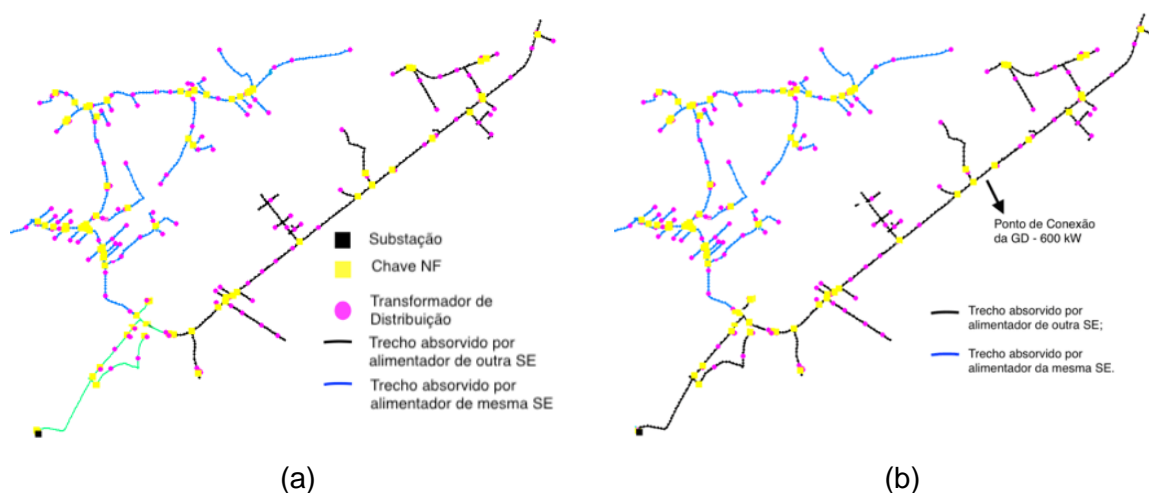 Substação
Chave NF
Transformador de
Distribuição
Trecho absorvido por
alimentador de outra SE
Trecho absorvido por
alimentador de mesma SE
(a)
Ponto de Conexão
da GD - 600 kW
Trecho absorvido por
alimentador de outra SE;
Trecho absorvido por
alimentador da mesma SE.
(b)